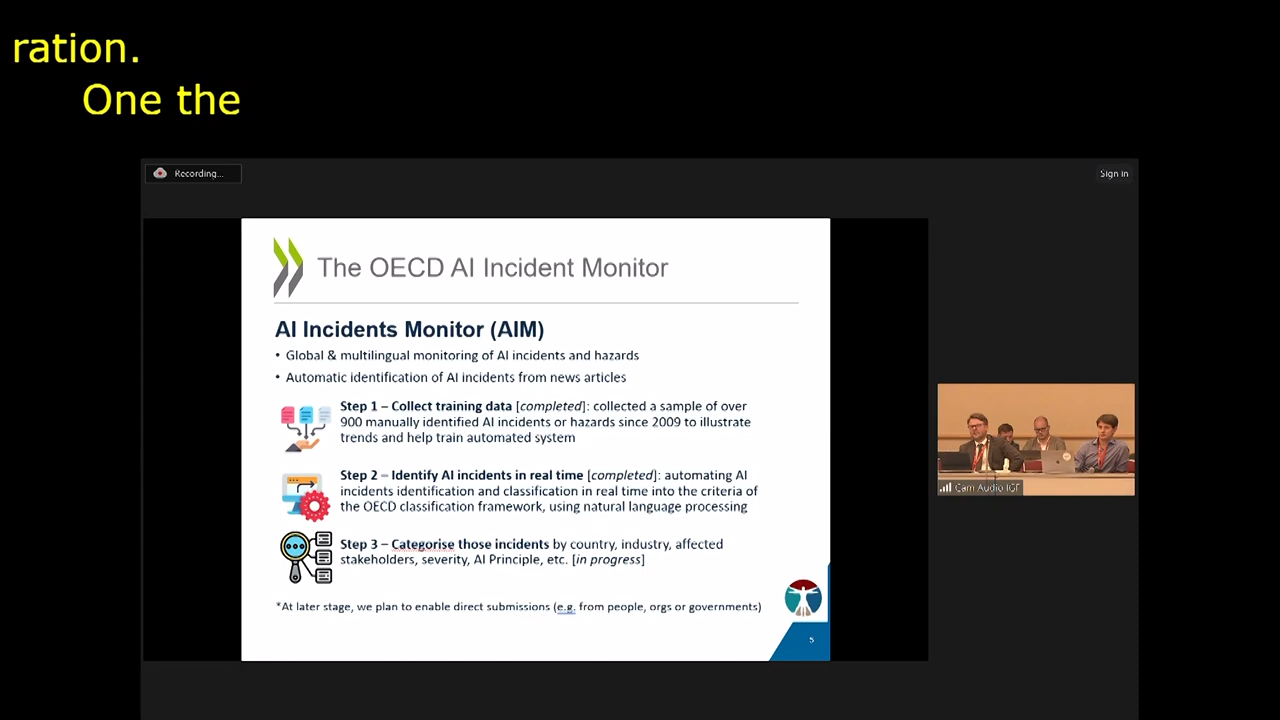 ration.
One the
Recording...
Sign in
The OECD AI Incident Monitor
AI Incidents Monitor (AIM)
• Global & multilingual monitoring of AI incidents and hazards
• Automatic identification of AI incidents from news articles
Step 1 – Collect training data [completed]: collected a sample of over
900 manually identified AI incidents or hazards since 2009 to illustrate
trends and help train automated system
Step 2 – Identify AI incidents in real time [completed]: automating AI
incidents identification and classification in real time into the criteria of
the OECD classification framework, using natural language processing
Step 3 – Categorise those incidents by country, industry, affected
stakeholders, severity, AI Principle, etc. [in progress]
*At later stage, we plan to enable direct submissions (e.g. from people, orgs or governments)
5
Cam Audio IGF